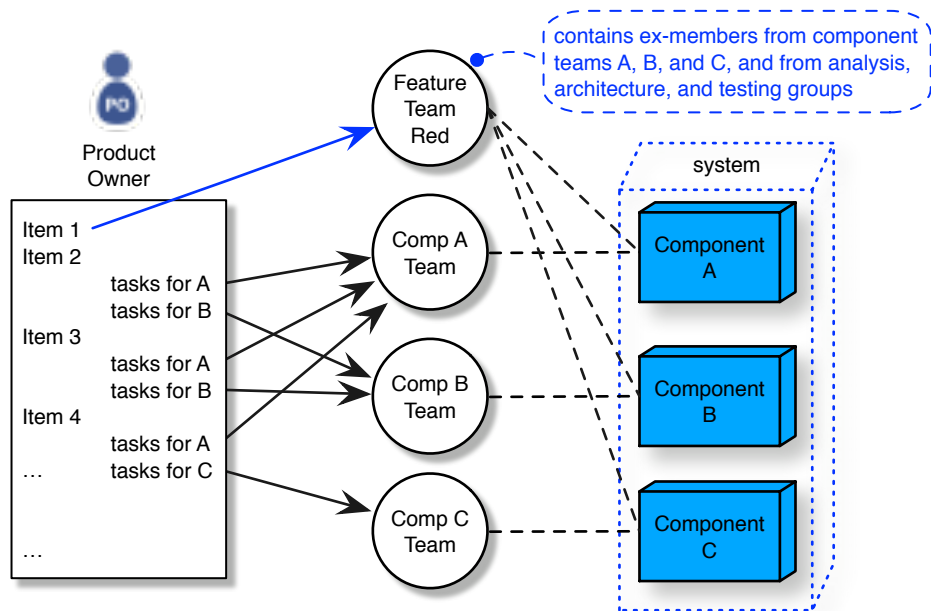 contains ex-members from component
teams A, B, and C, and from analysis,
architecture, and testing groups
PO
Product
Owner
Feature
Team
Red
system
Item 1
Item 2
tasks for A
tasks for B
Item 3
tasks for A
tasks for B
Item 4
tasks for A
...
tasks for C
...
Comp A
Team
Comp B
Team
Comp C
Team
Component
A
Component
B
Component
C